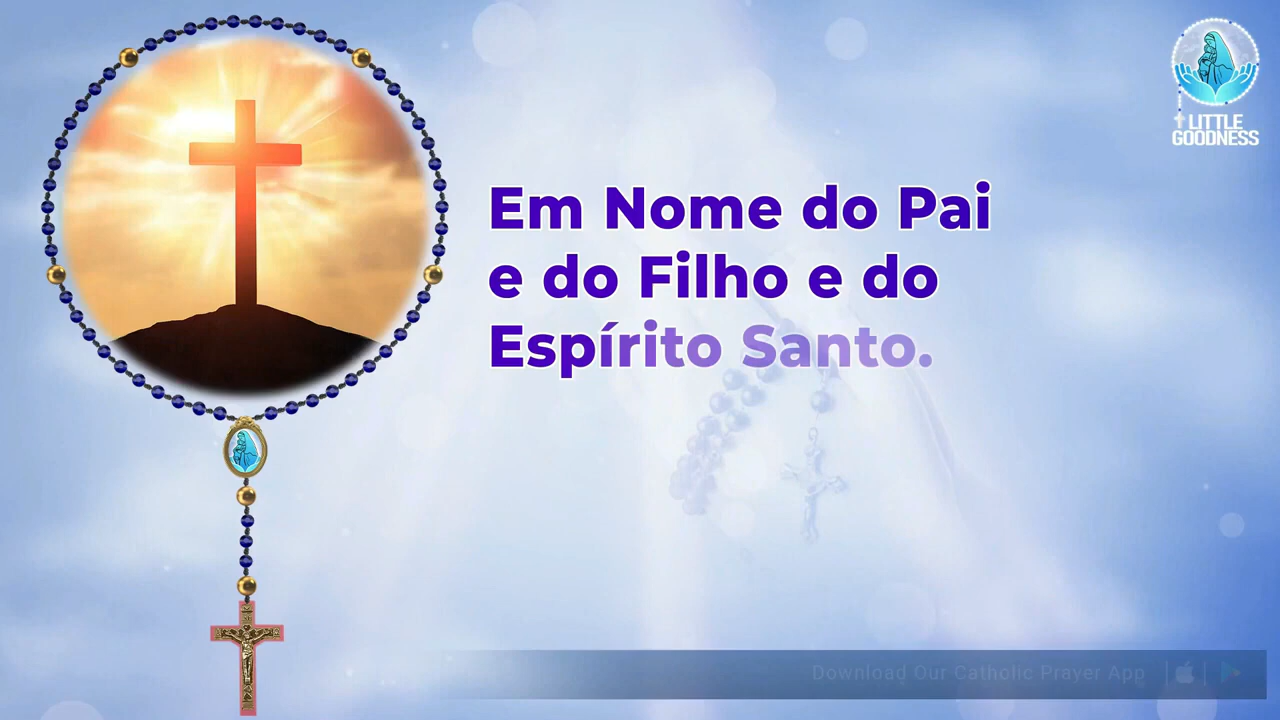 LITTLE
GOODNESS
Em Nome do Pai
e do Filho e do
Espírito Santo.
Download Our Catholic Prayer App